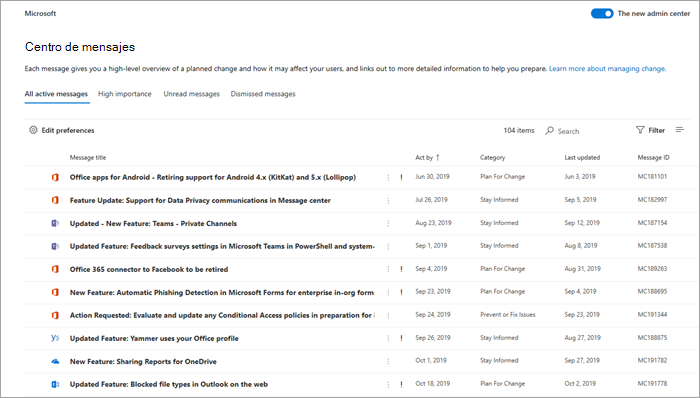 Microsoft
The new admin center
Centro de mensajes
Each message gives you a high-level overview of a planned change and how it may affect your users, and links out to more detailed information to help you prepare. Learn more about managing change.
All active messages High importance Unread messages Dismissed messages
Edit preferences 104 items Search Filter
Message title Act by ↑ Category Last updated Message ID
Office apps for Android - Retiring support for Android 4.x (KitKat) and 5.x (Lollipop) ! Jun 30, 2019 Plan For Change Jun 3, 2019 MC181101
Feature Update: Support for Data Privacy communications in Message center Jul 26, 2019 Stay Informed Sep 5, 2019 MC182997
Updated - New Feature: Teams - Private Channels Aug 23, 2019 Stay Informed Sep 12, 2019 MC187154
Updated Feature: Feedback surveys settings in Microsoft Teams in PowerShell and system- Sep 1, 2019 Stay Informed Aug 8, 2019 MC187538
Office 365 connector to Facebook to be retired ! Sep 4, 2019 Plan For Change Aug 31, 2019 MC189263
New Feature: Automatic Phishing Detection in Microsoft Forms for enterprise in-org forms ! Sep 23, 2019 Plan For Change Sep 4, 2019 MC188695
Action Requested: Evaluate and update any Conditional Access policies in preparation for i Sep 24, 2019 Prevent or Fix Issues Sep 23, 2019 MC191344
Updated Feature: Yammer uses your Office profile ! Sep 26, 2019 Stay Informed Aug 27, 2019 MC188875
New Feature: Sharing Reports for OneDrive Oct 1, 2019 Stay Informed Sep 27, 2019 MC191782
Updated Feature: Blocked file types in Outlook on the web ! Oct 18, 2019 Plan For Change Oct 2, 2019 MC191778